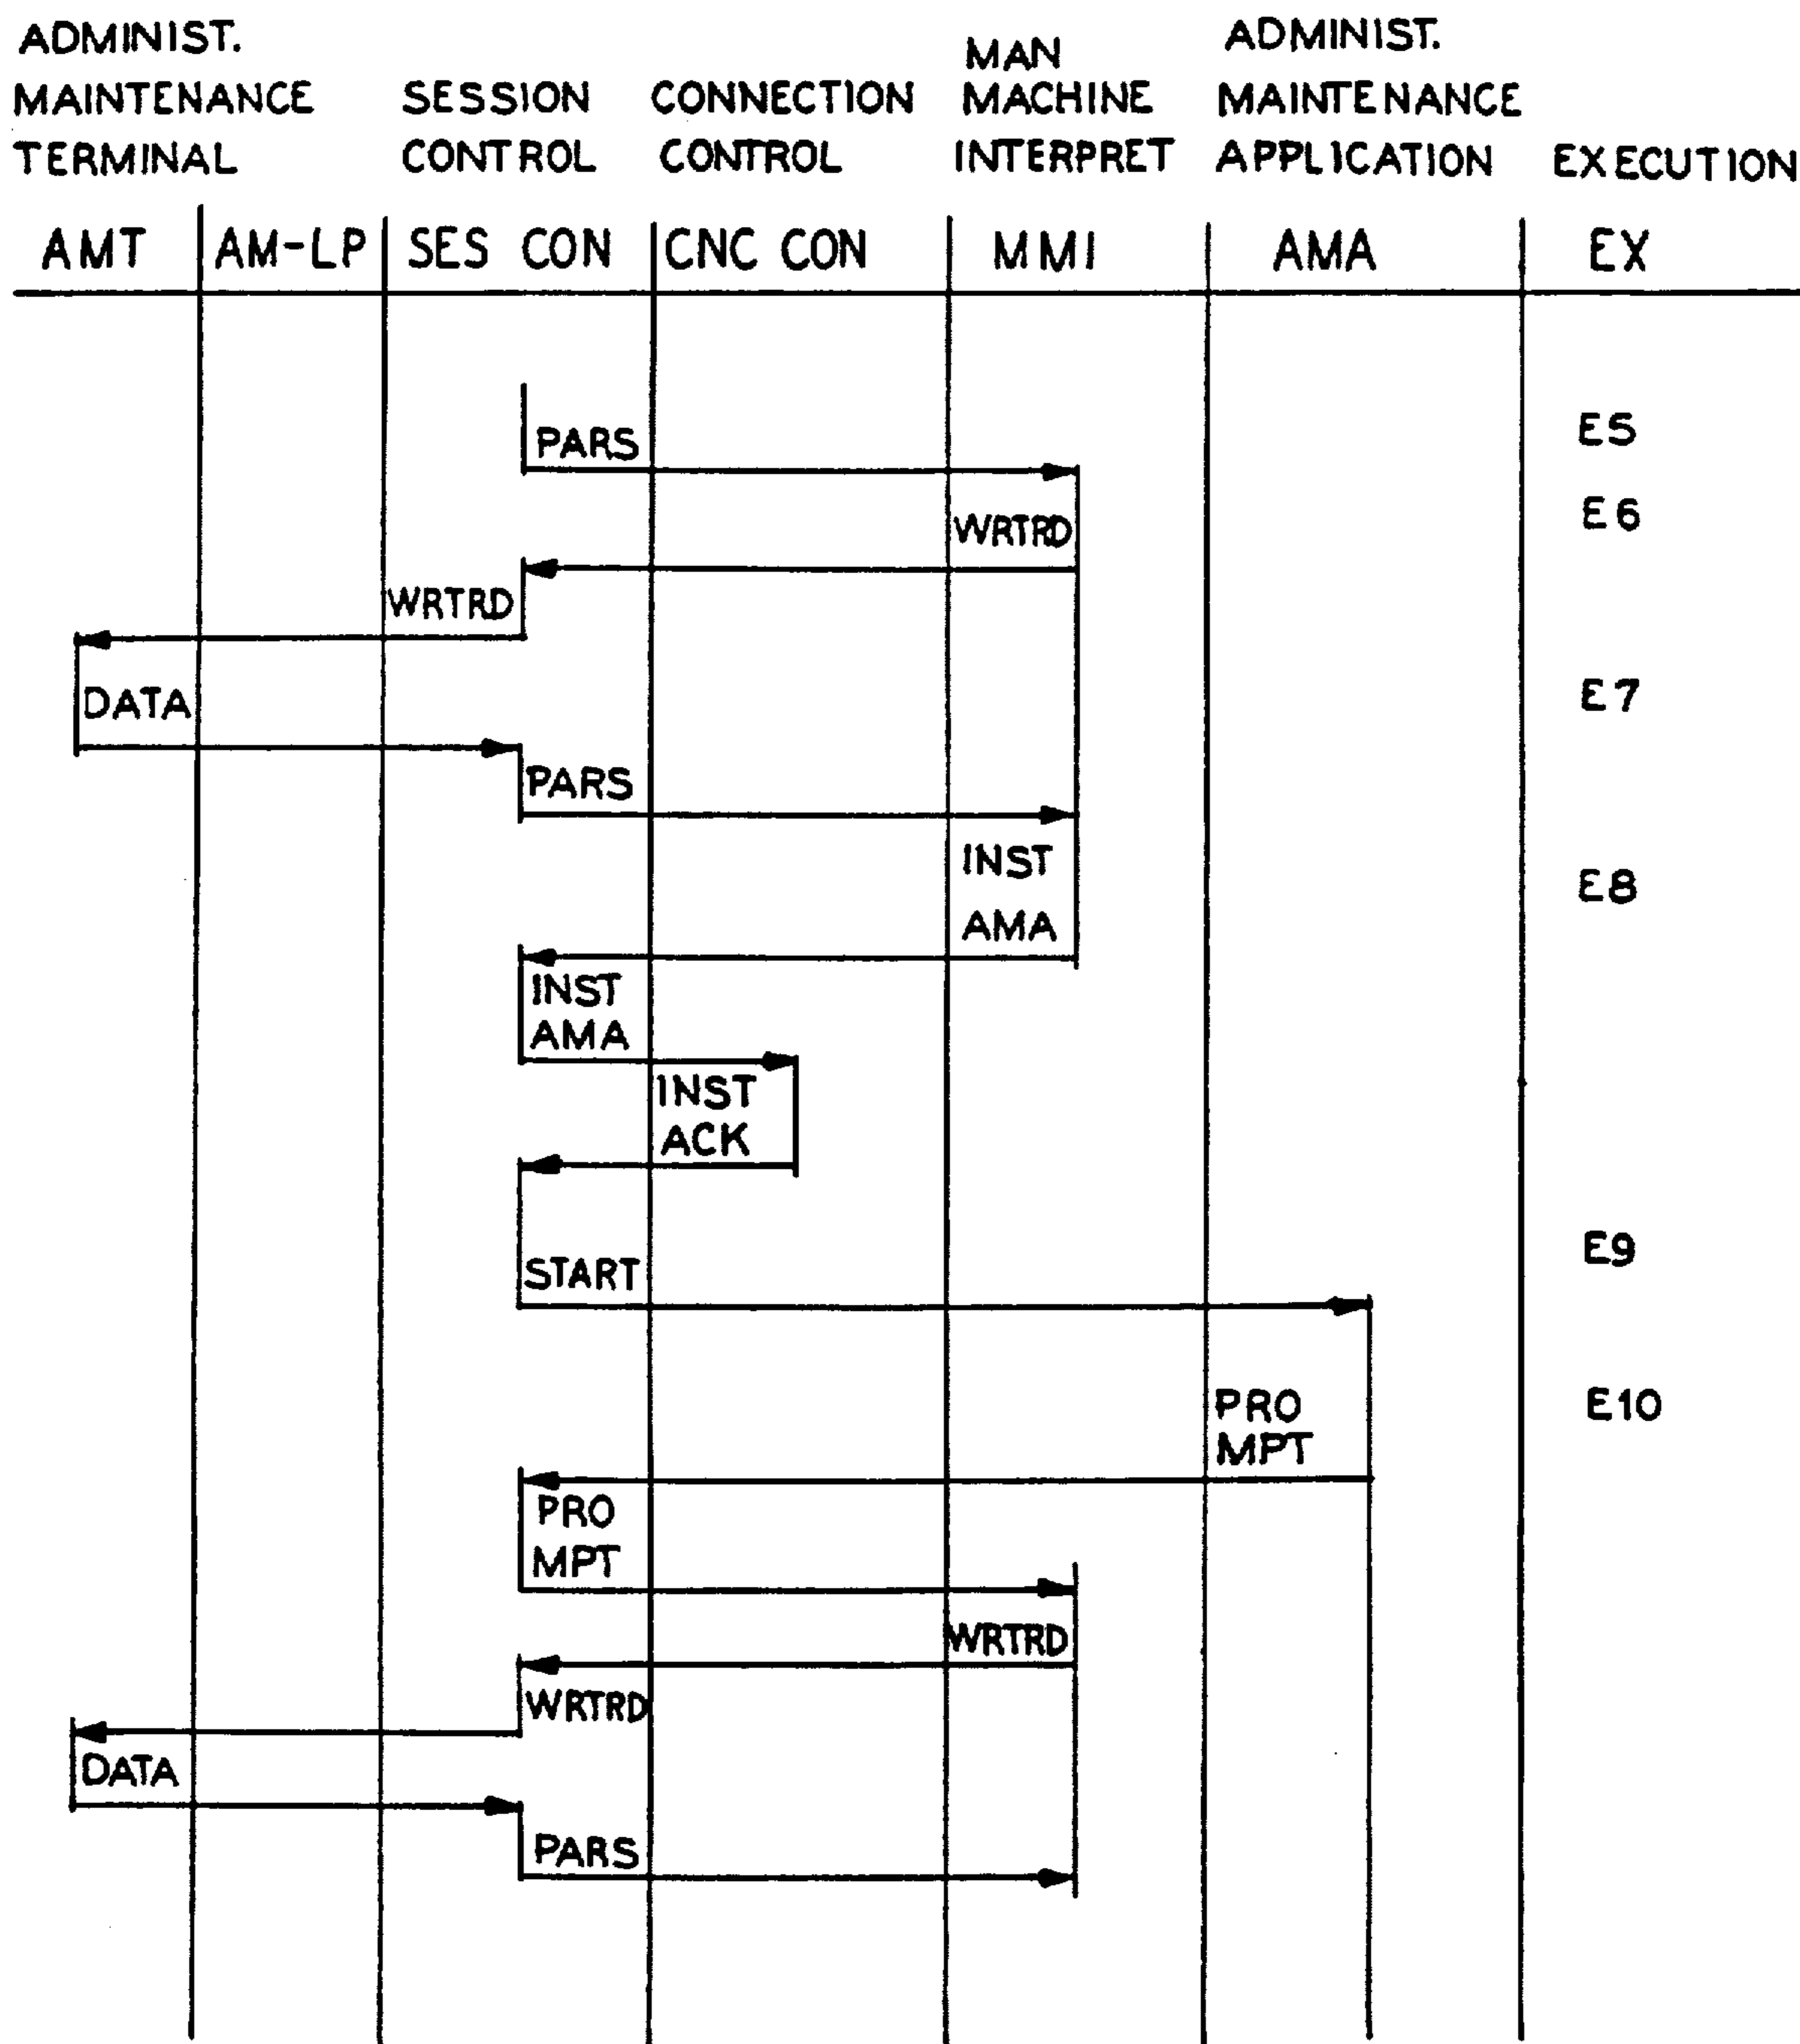 ADMINIST.
MAINTENANCE
TERMINAL
SESSION
CONTROL
CONNECTION
CONTROL
MAN
MACHINE
INTERPRET
ADMINIST.
MAINTENANCE
APPLICATION
EXECUTION
AMT AM-LP SES CON CNC CON MMI AMA EX
PARS E5
WRTRD E6
WRTRD
DATA E7
PARS
INST
AMA
E8
INST
AMA
INST
ACK
START E9
PRO
MPT
E10
PRO
MPT
WRTRD
WRTRD
DATA
PARS